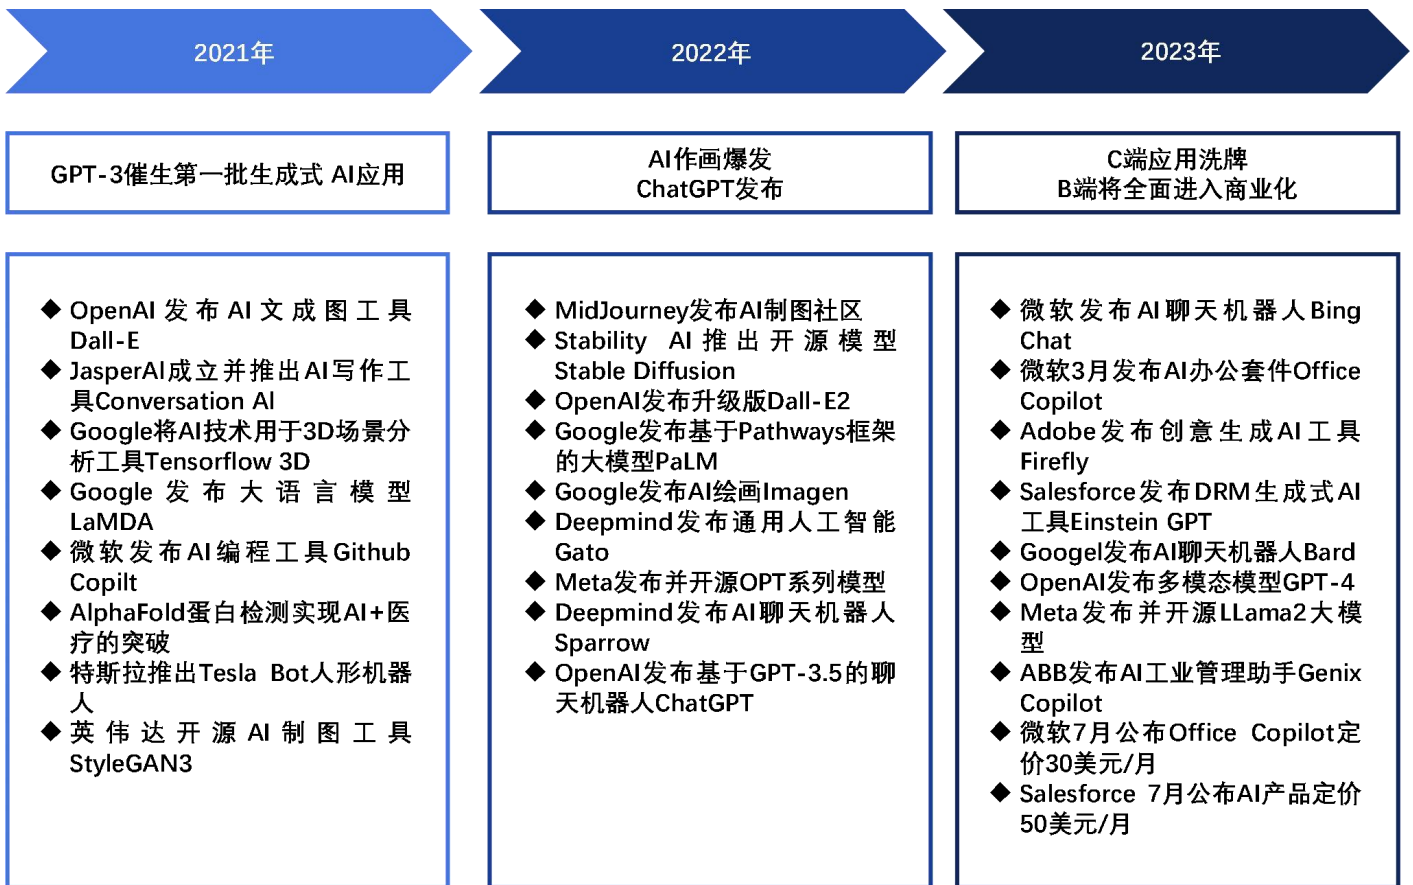 2021年
2022年
2023年
GPT-3催生第一批生成式 AI应用
AI作画爆发
ChatGPT发布
C端应用洗牌
B端将全面进入商业化
◆ OpenAI发布AI文成图工具
Dall-E
◆ JasperAI成立并推出AI写作工
具Conversation AI
◆ Google将AI技术用于3D场景分
析工具Tensorflow 3D
◆ Google发布大语言模型
LaMDA
◆ 微软发布AI编程工具Github
Copilt
◆ AlphaFold蛋白检测实现AI+医
疗的突破
◆ 特斯拉推出Tesla Bot人形机器
人
◆ 英伟达开源AI制图工具
StyleGAN3
◆ MidJourney发布AI制图社区
◆ Stability AI推出开源模型
Stable Diffusion
◆ OpenAI发布升级版Dall-E2
◆ Google发布基于Pathways框架
的大模型PaLM
◆ Google发布AI绘画Imagen
◆ Deepmind发布通用人工智能
Gato
◆ Meta发布并开源OPT系列模型
◆ Deepmind发布AI聊天机器人
Sparrow
◆ OpenAI发布基于GPT-3.5的聊
天机器人ChatGPT
◆ 微软发布AI聊天机器人Bing
Chat
◆ 微软3月发布AI办公套件Office
Copilot
◆ Adobe发布创意生成AI工具
Firefly
◆ Salesforce发布DRM生成式AI
工具Einstein GPT
◆ Googel发布AI聊天机器人Bard
◆ OpenAI发布多模态模型GPT-4
◆ Meta发布并开源LLama2大模
型
◆ ABB发布AI工业管理助手Genix
Copilot
◆ 微软7月公布Office Copilot定
价30美元/月
◆ Salesforce 7月公布AI产品定价
50美元/月